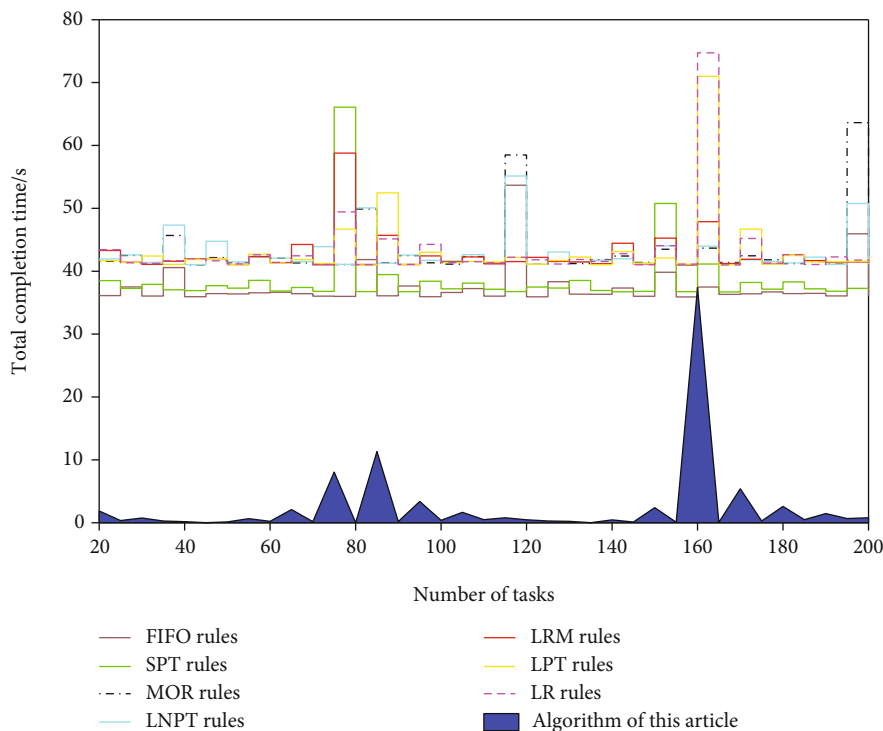 80
70
60
50
40
30
20
10
0
Total completion time/s
20 40 60 80 100 120 140 160 180 200
Number of tasks
FIFO rules
SPT rules
MOR rules
LNPT rules
LRM rules
LPT rules
LR rules
Algorithm of this article